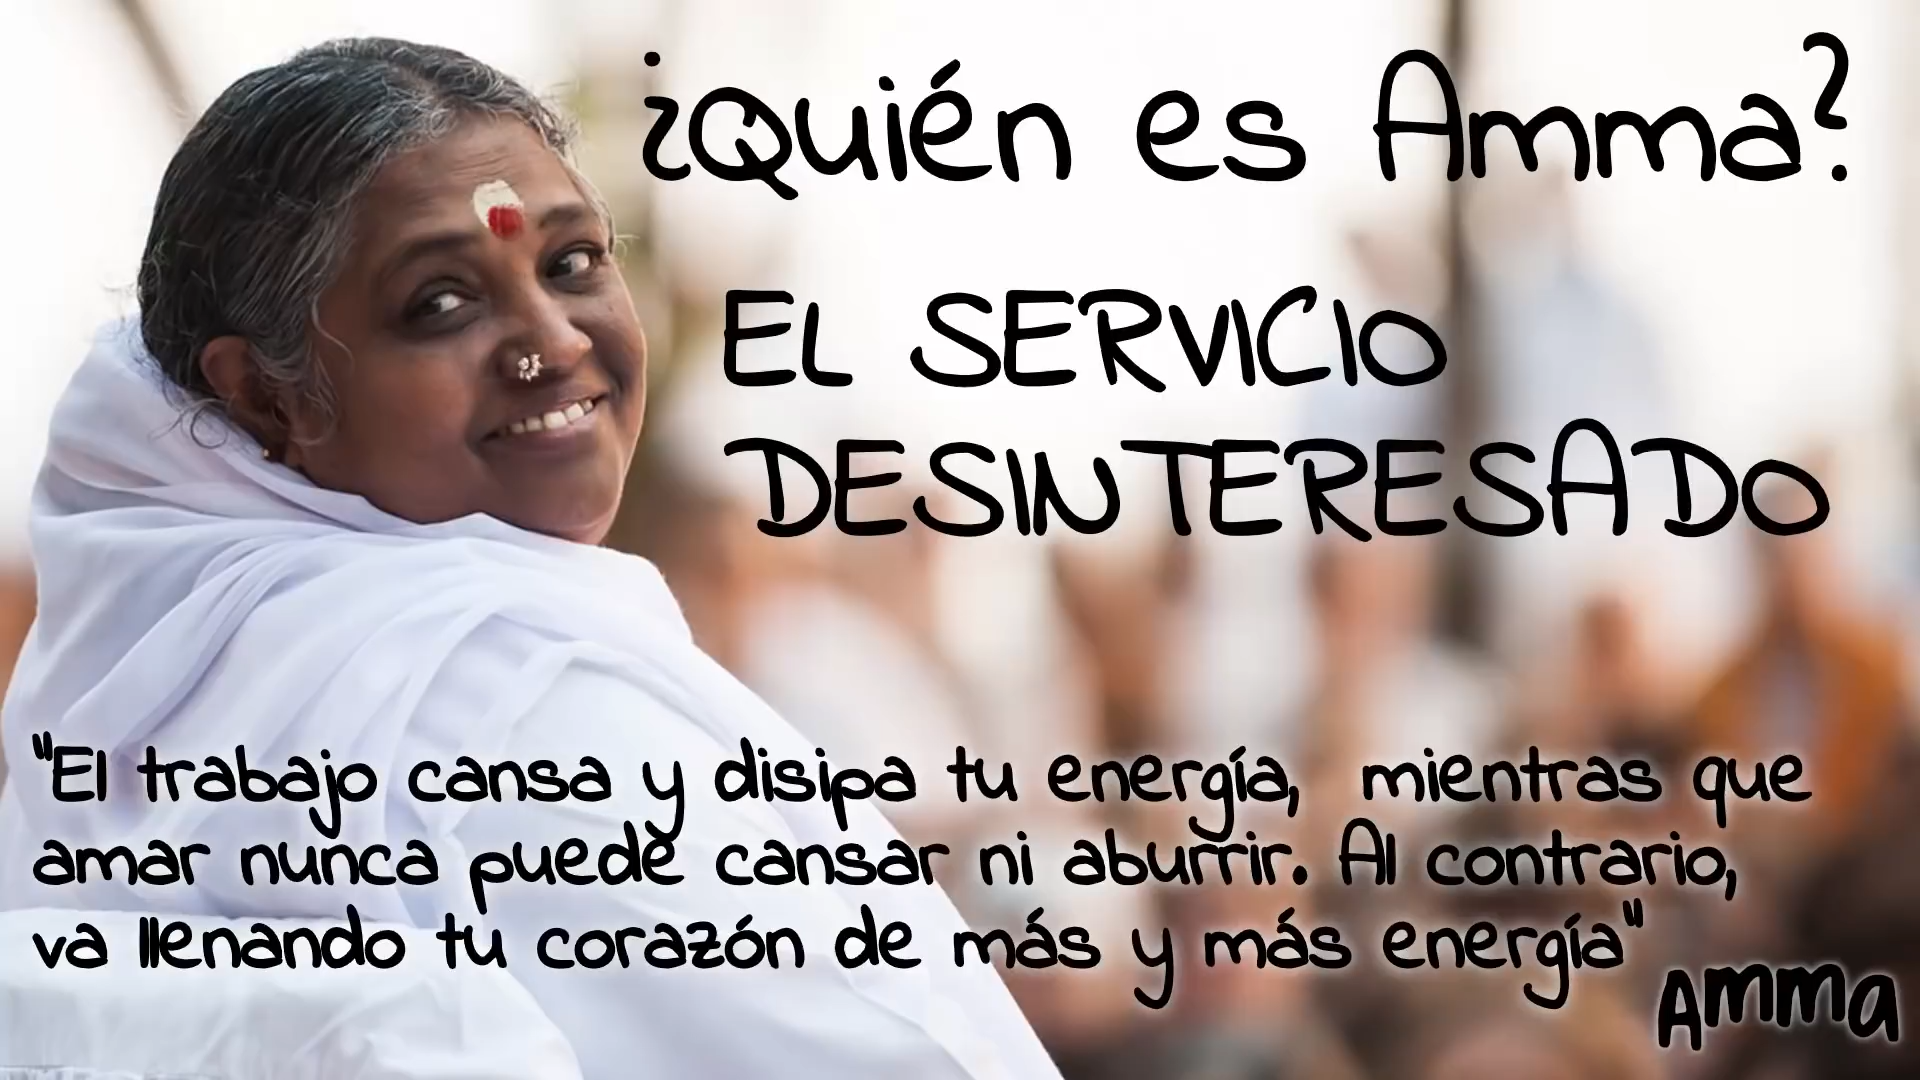 ¿Quién es Amma?
EL SERVICIO
DESINTERESADO
"El trabajo cansa y disipa tu energía, mientras que
amar nunca puede cansar ni aburrir. Al contrario,
va llenando tu corazón de más y más energía"
Amma